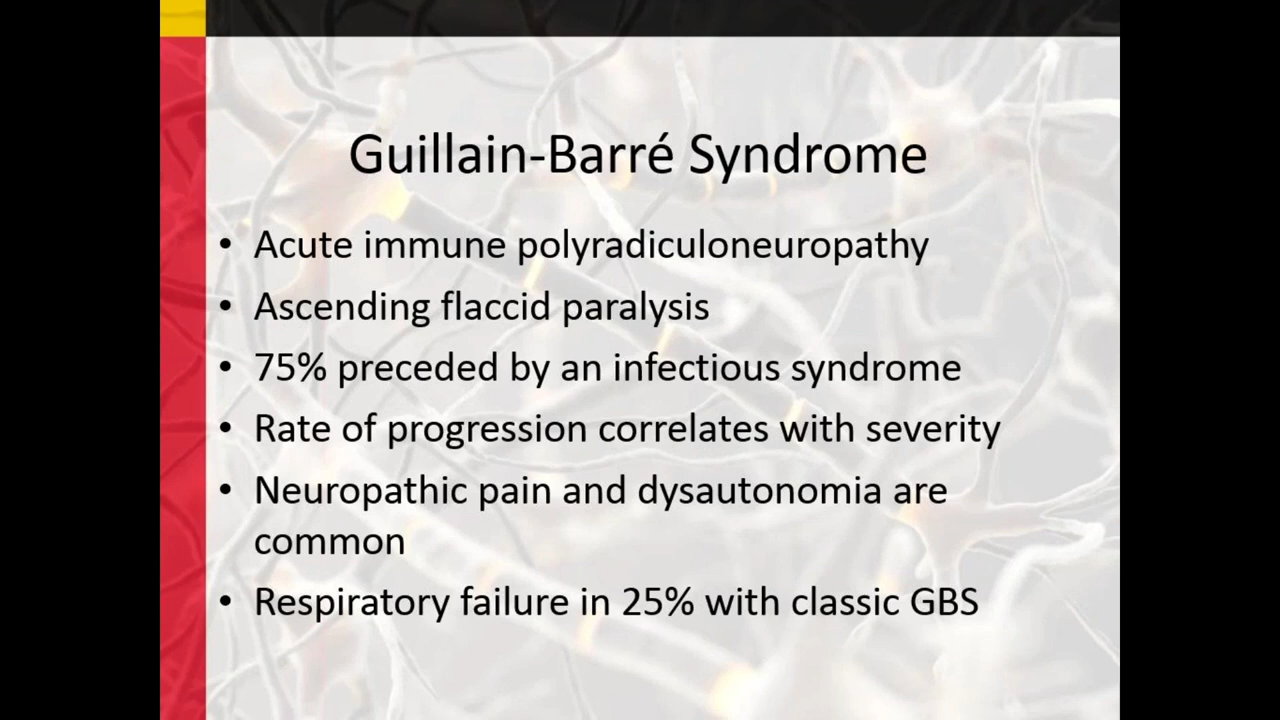 Guillain-Barré Syndrome
• Acute immune polyradiculoneuropathy
• Ascending flaccid paralysis
• 75% preceded by an infectious syndrome
• Rate of progression correlates with severity
• Neuropathic pain and dysautonomia are
common
• Respiratory failure in 25% with classic GBS